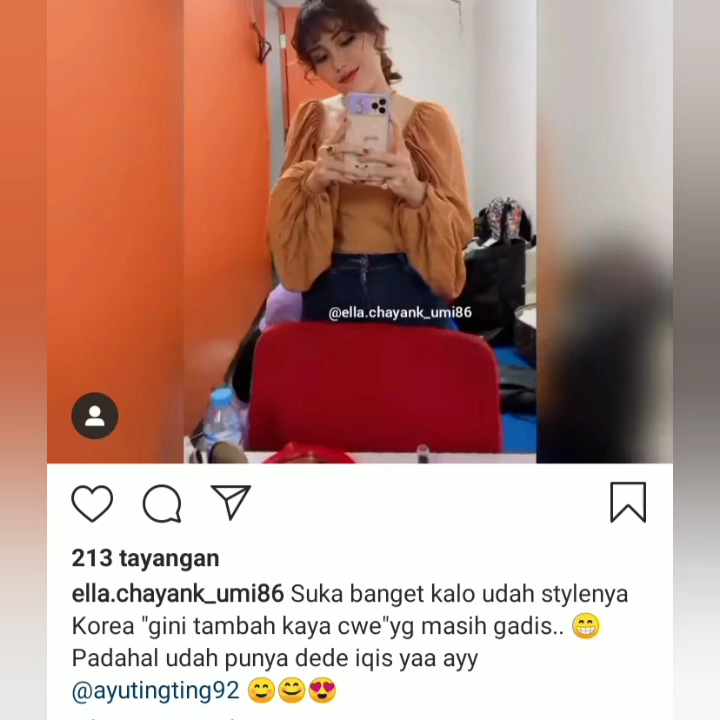 @ella.chayank_umi86
213 tayangan
ella.chayank_umi86 Suka banget kalo udah stylenya
Korea "gini tambah kaya cwe"yg masih gadis.. 😁
Padahal udah punya dede iqis yaa ayy
@ayutingting92 😊😊😍